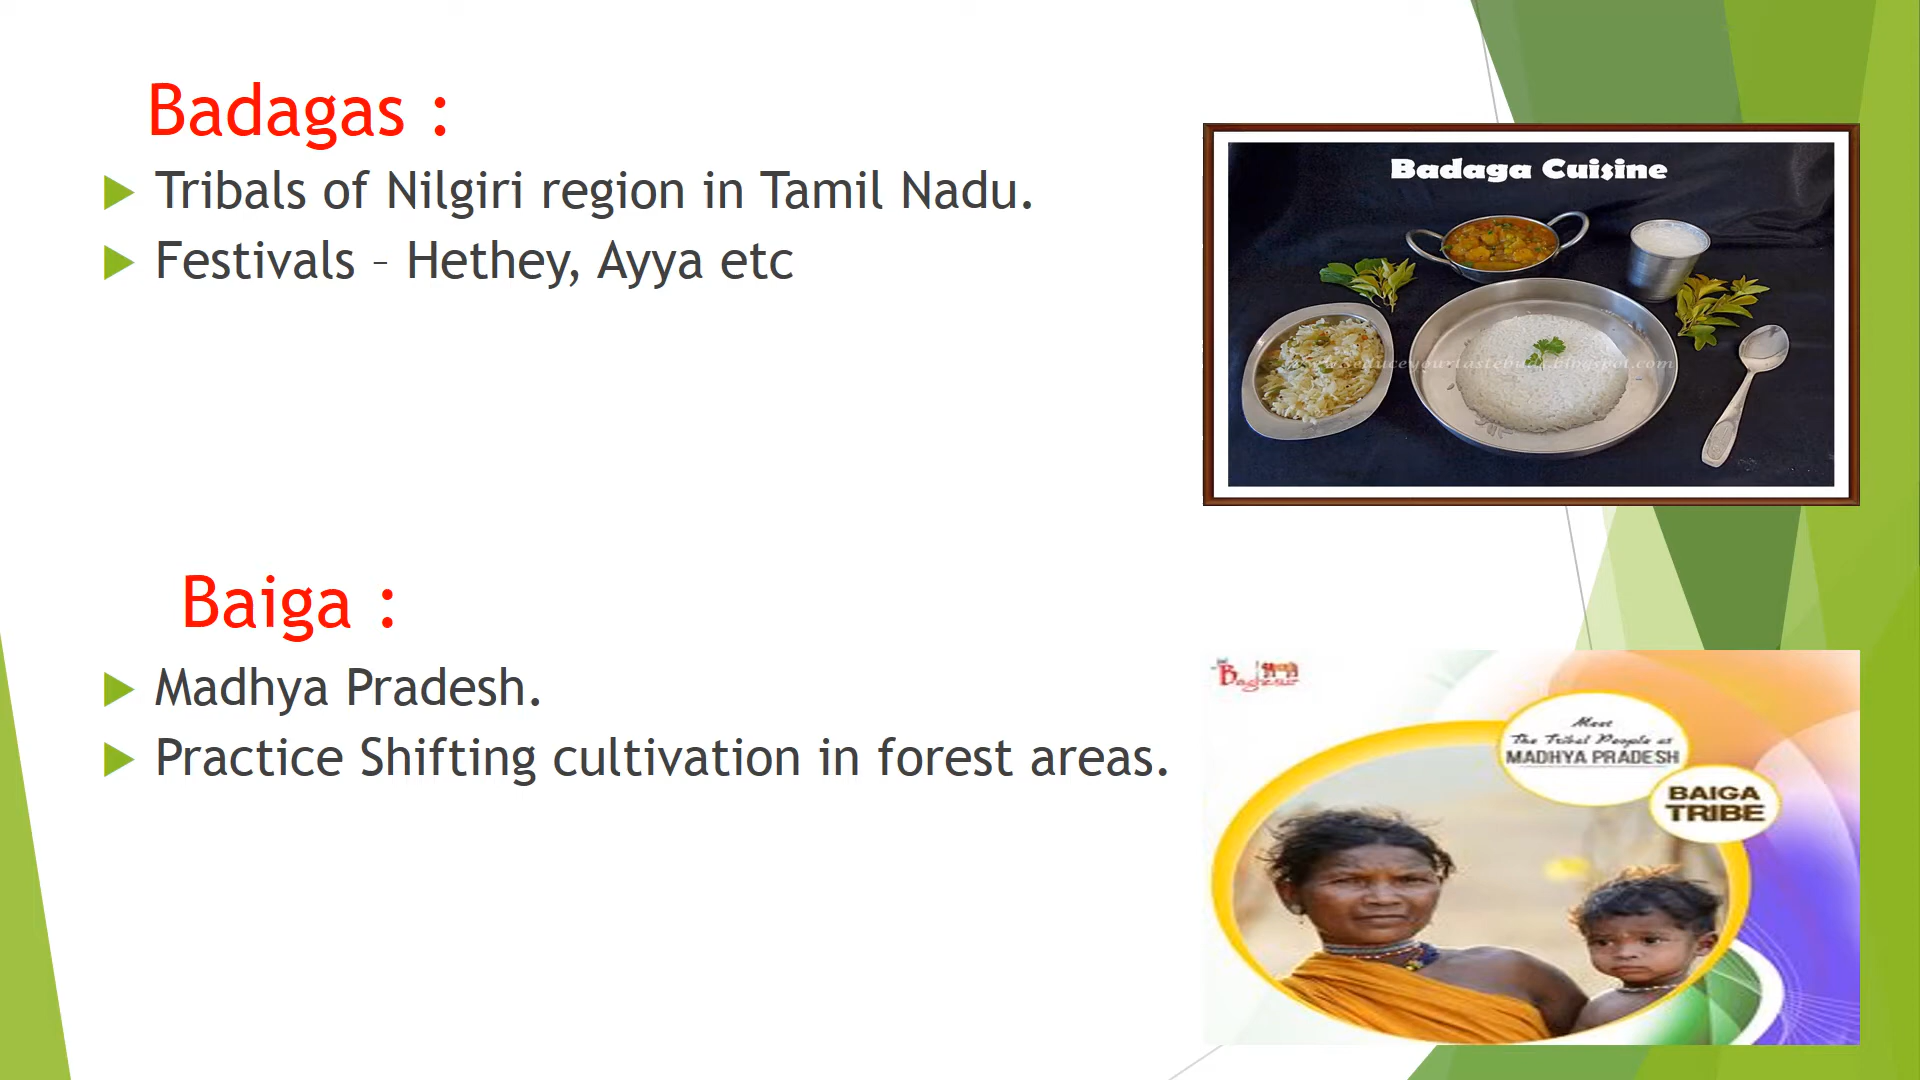 Badagas :
Tribals of Nilgiri region in Tamil Nadu.
Festivals – Hethey, Ayya etc
Badaga Cuisine
Baiga :
Madhya Pradesh.
Practice Shifting cultivation in forest areas.
Meet
The Tribal People of
MADHYA PRADESH
BAIGA
TRIBE